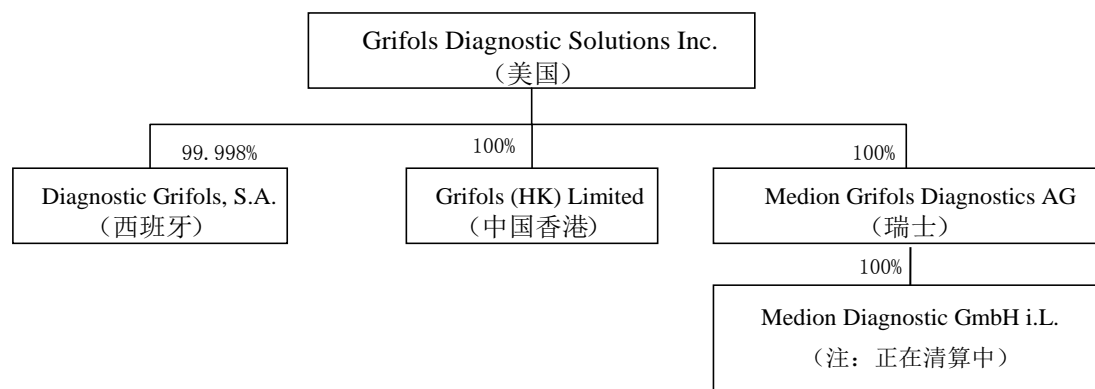 Grifols Diagnostic Solutions Inc.
（美国）
99.998%
100%
100%
Diagnostic Grifols, S.A.
（西班牙）
Grifols (HK) Limited
（中国香港）
Medion Grifols Diagnostics AG
（瑞士）
100%
Medion Diagnostic GmbH i.L.
（注：正在清算中）